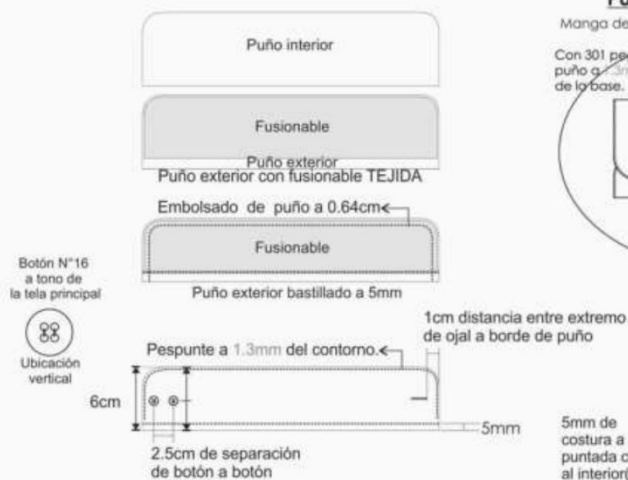 Puño interior
Manga de
Con 301
puño a
de la base.
Fusionable
Puño exterior
Puño exterior con fusionable TEJIDA
Embolsado de puño a 0.64cm
Fusionable
Botón N°16
a tono de
la tela principal
Puño exterior bastillado a 5mm
Ubicación
vertical
1cm distancia entre extremo
de ojal a borde de puño
Pespunte a 1.3mm del contorno.
6cm
5mm
2.5cm de separación
de botón a botón
5mm de
costura a
puntada
al interior